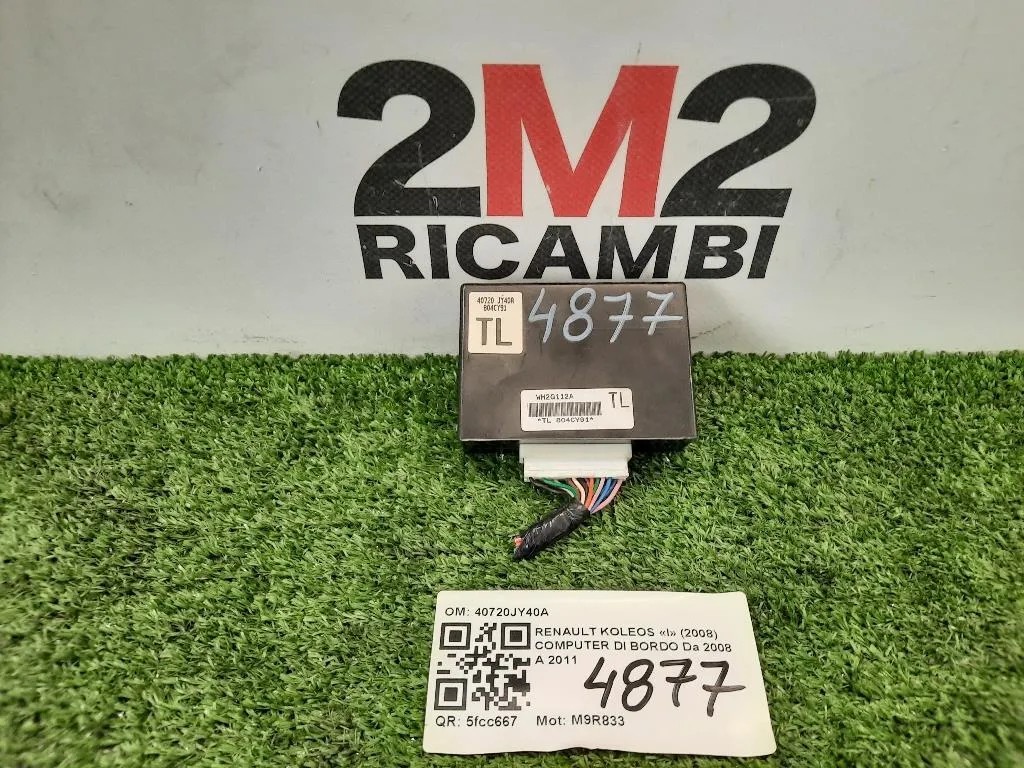 2M2
RICAMBI
40720 JY40A
804CY91
TL
4877
WH2G112A
TL
*TL 804CY91*
OM: 40720JY40A
RENAULT KOLEOS «I» (2008)
COMPUTER DI BORDO Da 2008
A 2011
4877
QR: 5fcc667 Mot: M9R833